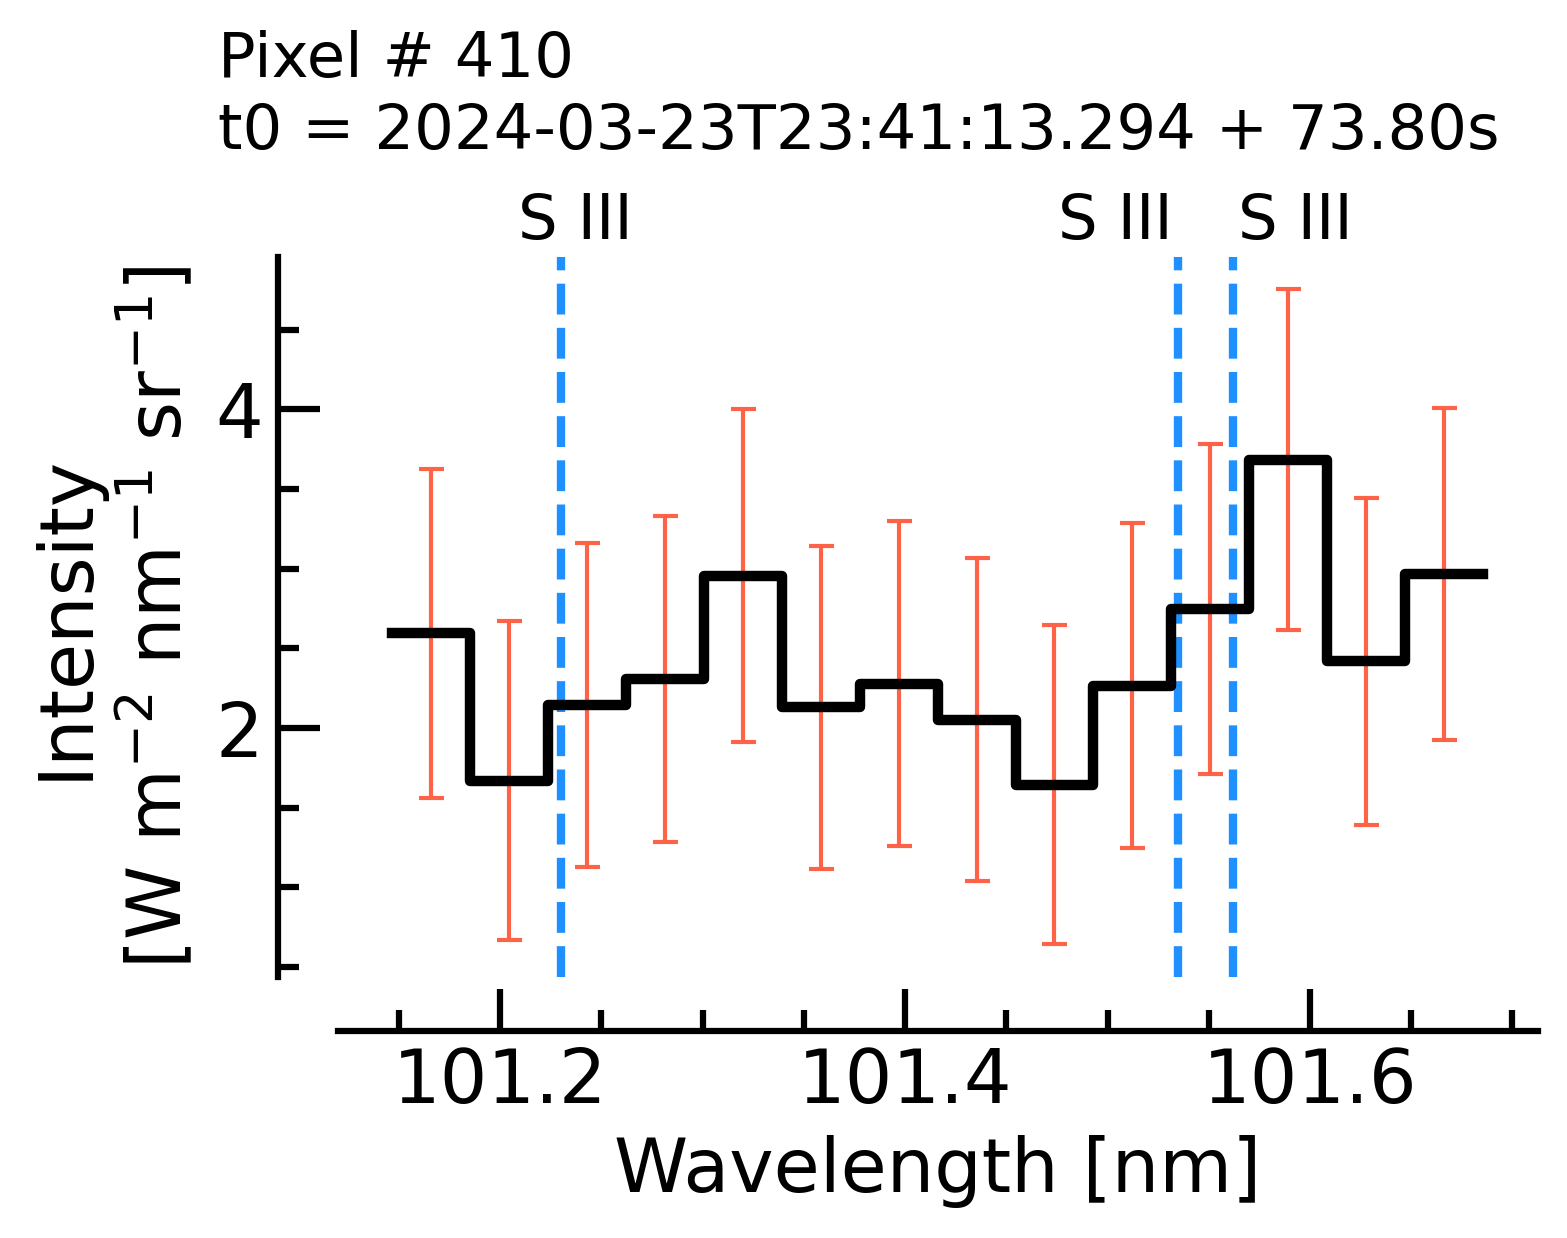 Pixel # 410
t0 = 2024-03-23T23:41:13.294 + 73.80s
S III S III S III
Intensity
[W m⁻² nm⁻¹ sr⁻¹]
4
2
101.2 101.4 101.6
Wavelength [nm]